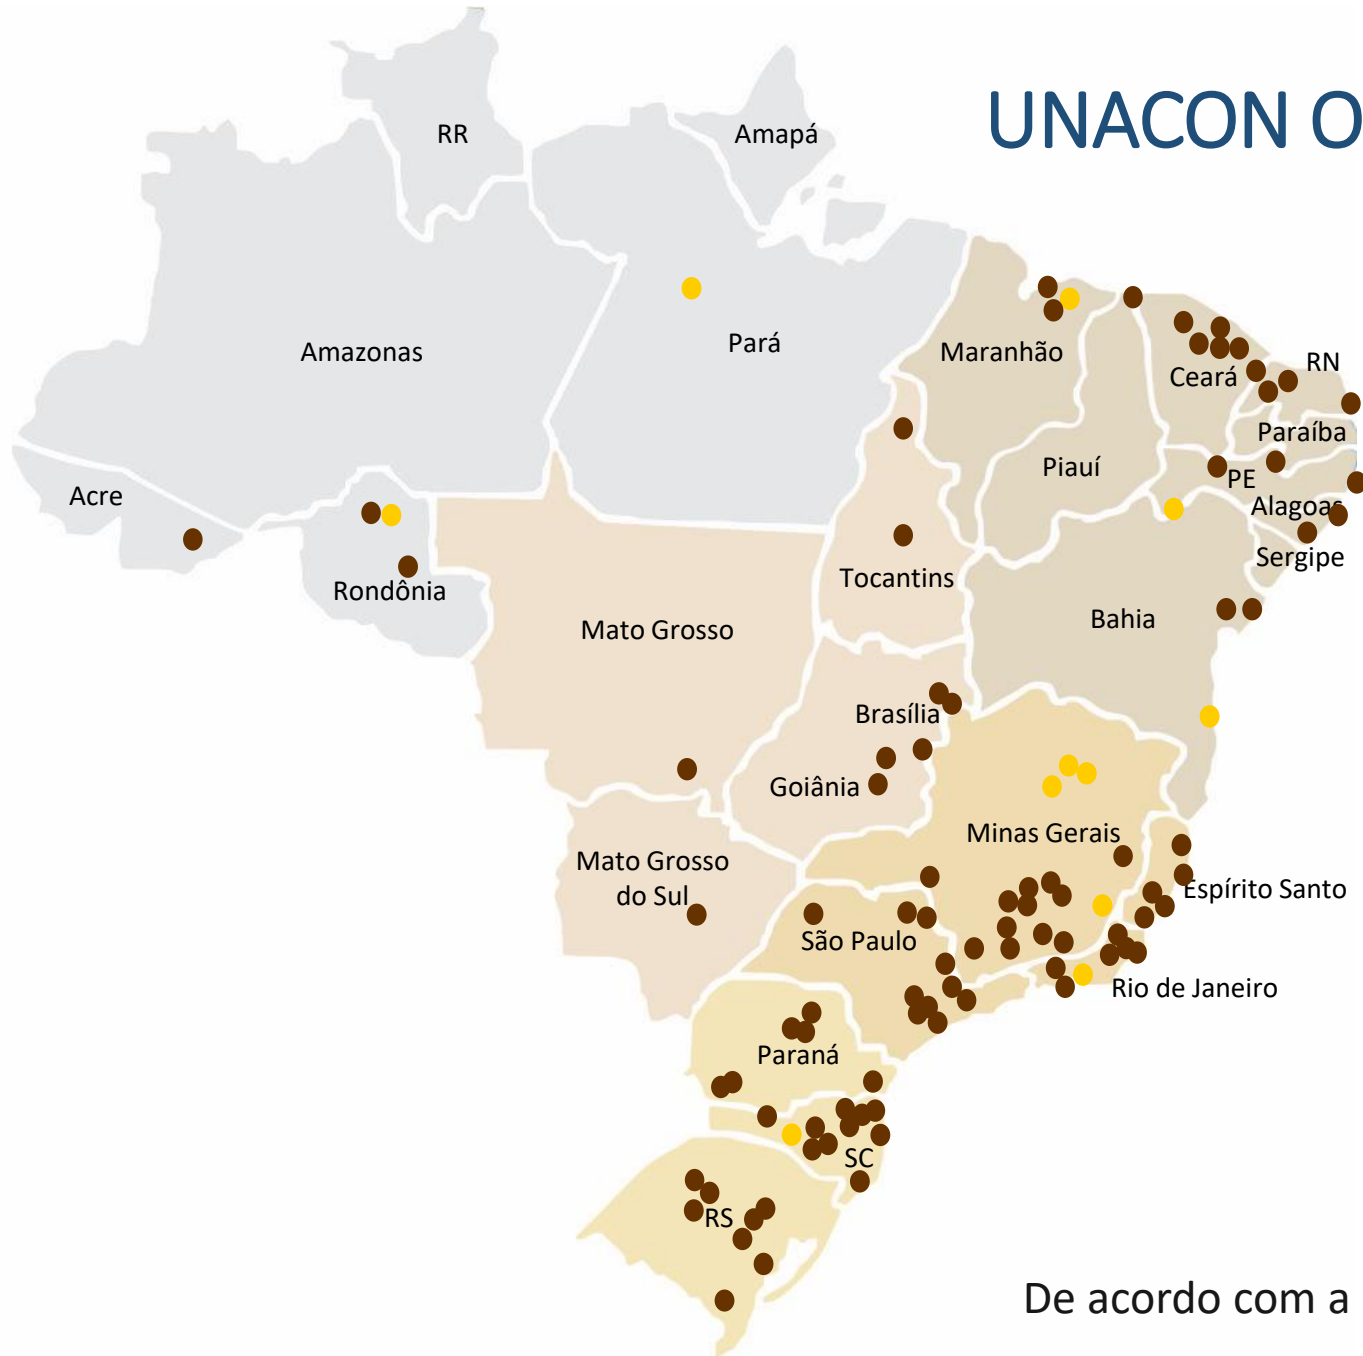 UNACON O
RR
Amapá
Amazonas
Pará
Maranhão
Ceará
RN
Paraíba
Piauí
PE
Alagoas
Sergipe
Acre
Rondônia
Tocantins
Mato Grosso
Bahia
Brasília
Goiânia
Minas Gerais
Mato Grosso
do Sul
Espírito Santo
São Paulo
Rio de Janeiro
Paraná
SC
RS
De acordo com a